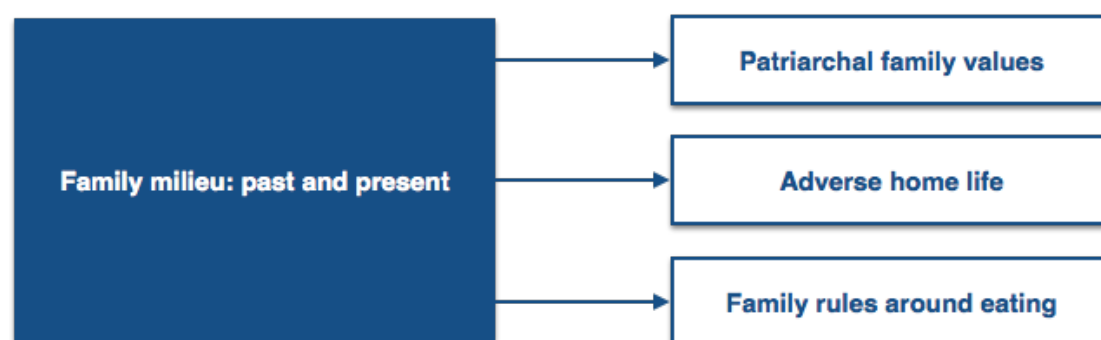 Patriarchal family values
Family milieu: past and present
Adverse home life
Family rules around eating